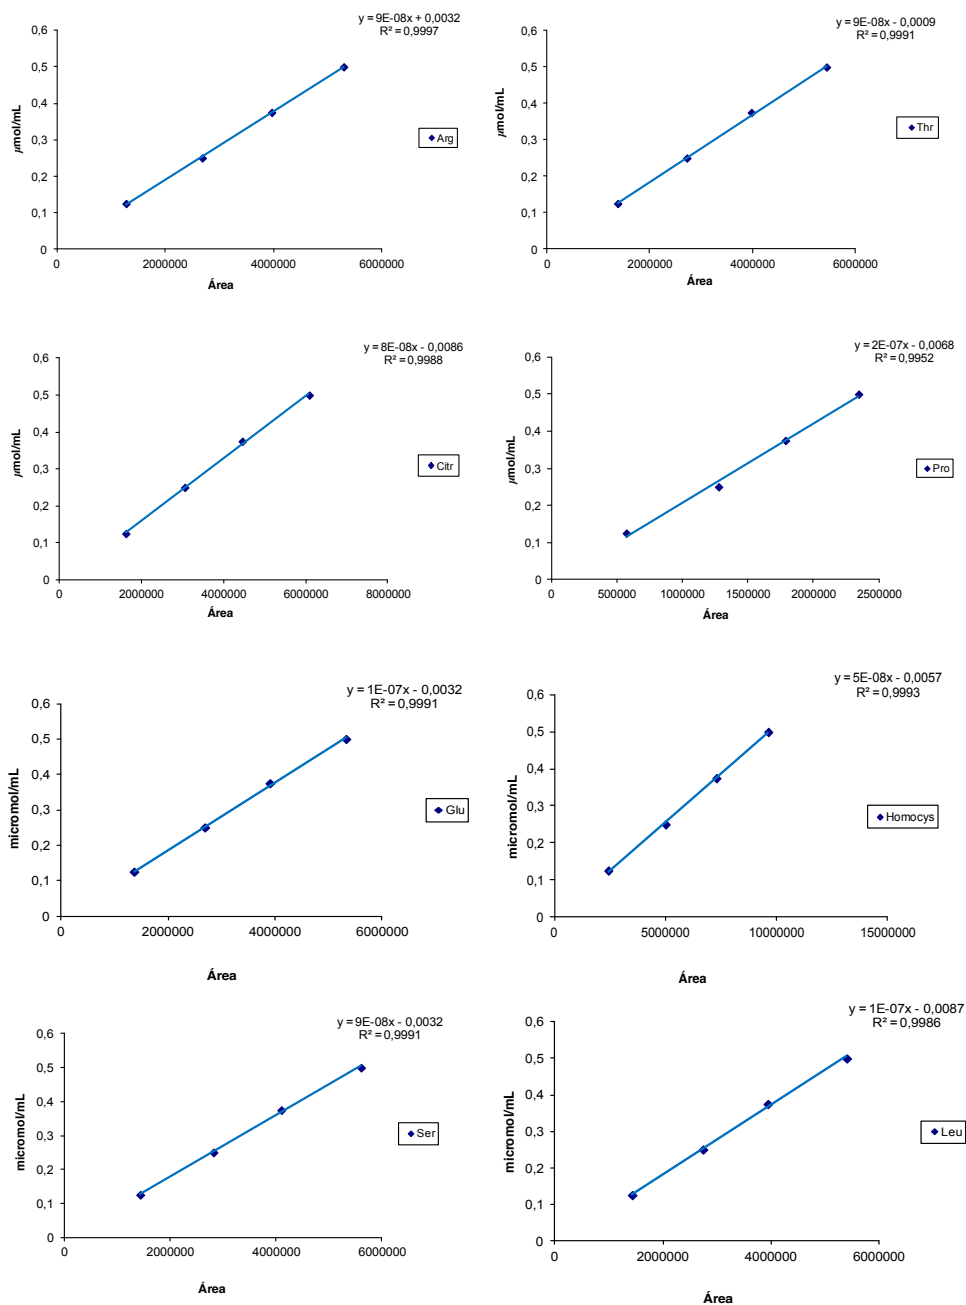 y = 9E-08x + 0,0032
R² = 0,9997
0,6
0,5
0,4
0,3
0,2
0,1
0
µmol/mL
Arg
0 2000000 4000000 6000000
Área
y = 9E-08x - 0,0009
R² = 0,9991
0,6
0,5
0,4
0,3
0,2
0,1
0
µmol/mL
Thr
0 2000000 4000000 6000000
Área
y = 8E-08x - 0,0086
R² = 0,9988
0,6
0,5
0,4
0,3
0,2
0,1
0
µmol/mL
Citr
0 2000000 4000000 6000000 8000000
Área
y = 2E-07x - 0,0068
R² = 0,9952
0,6
0,5
0,4
0,3
0,2
0,1
0
µmol/mL
Pro
0 500000 1000000 1500000 2000000 2500000
Área
y = 1E-07x - 0,0032
R² = 0,9991
0,6
0,5
0,4
0,3
0,2
0,1
0
micromol/mL
Glu
0 2000000 4000000 6000000
Área
y = 5E-08x - 0,0057
R² = 0,9993
0,6
0,5
0,4
0,3
0,2
0,1
0
micromol/mL
Homocys
0 5000000 10000000 15000000
Área
y = 9E-08x - 0,0032
R² = 0,9991
0,6
0,5
0,4
0,3
0,2
0,1
0
micromol/mL
Ser
0 2000000 4000000 6000000
Área
y = 1E-07x - 0,0087
R² = 0,9986
0,6
0,5
0,4
0,3
0,2
0,1
0
micromol/mL
Leu
0 2000000 4000000 6000000
Área